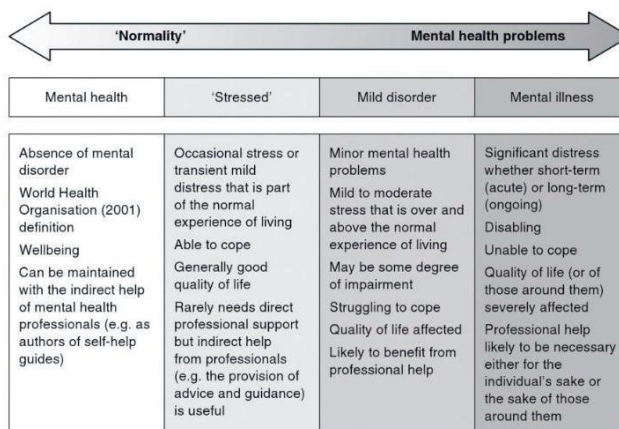 ‘Normality’ Mental health problems
Mental health ‘Stressed’ Mild disorder Mental illness
Absence of mental
disorder
World Health
Organisation (2001)
definition
Wellbeing
Can be maintained
with the indirect help
of mental health
professionals (e.g. as
authors of self-help
guides)
Occasional stress or
transient mild
distress that is part
of the normal
experience of living
Able to cope
Generally good
quality of life
Rarely needs direct
professional support
but indirect help
from professionals
(e.g. the provision of
advice and guidance)
is useful
Minor mental health
problems
Mild to moderate
stress that is over and
above the normal
experience of living
May be some degree
of impairment
Struggling to cope
Quality of life affected
Likely to benefit from
professional help
Significant distress
whether short-term
(acute) or long-term
(ongoing)
Disabling
Unable to cope
Quality of life (or of
those around them)
severely affected
Professional help
likely to be necessary
either for the
individual’s sake or
the sake of those
around them